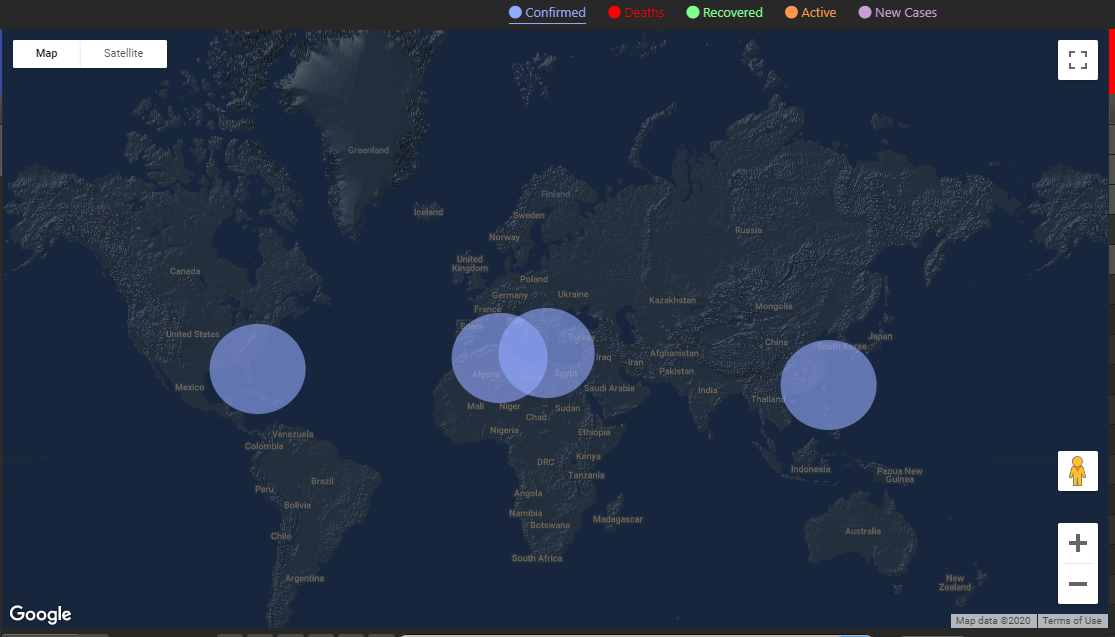 Confirmed Deaths Recovered Active New Cases
Map Satellite
Greenland
Finland
Iceland
Sweden
Russia
Norway
United
Kingdom
Canada
Poland
Germany
Ukraine
Kazakhstan
Mongolia
France
Spain
United States
Turkey
China
Japan
South Korea
Iraq
Afghanistan
Iran
Pakistan
Algeria
Egypt
Mexico
Saudi Arabia
India
Thailand
Mali
Niger
Sudan
Chad
Nigeria
Ethiopia
Venezuela
Colombia
Kenya
DRC
Indonesia
Papua New
Guinea
Tanzania
Brazil
Peru
Angola
Bolivia
Namibia
Madagascar
Botswana
Australia
Chile
South Africa
Argentina
New
Zealand
Google
Map data ©2020 Terms of Use